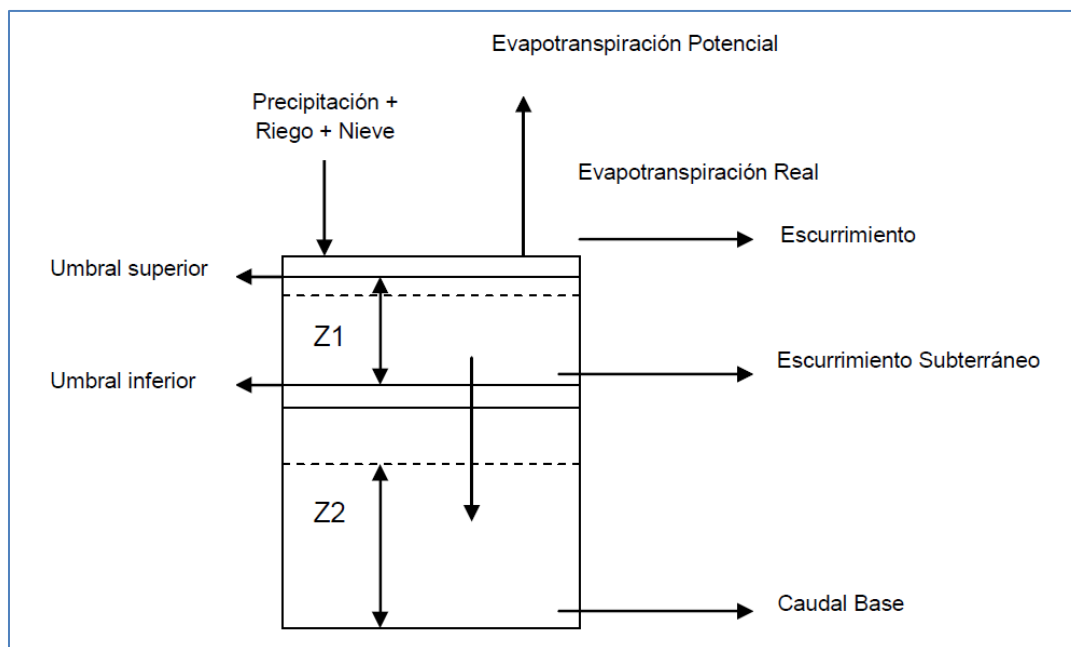 Evapotranspiración Potencial
Precipitación +
Riego + Nieve
Evapotranspiración Real
Escurrimiento
Umbral superior
Z1
Escurrimiento Subterráneo
Umbral inferior
Z2
Caudal Base